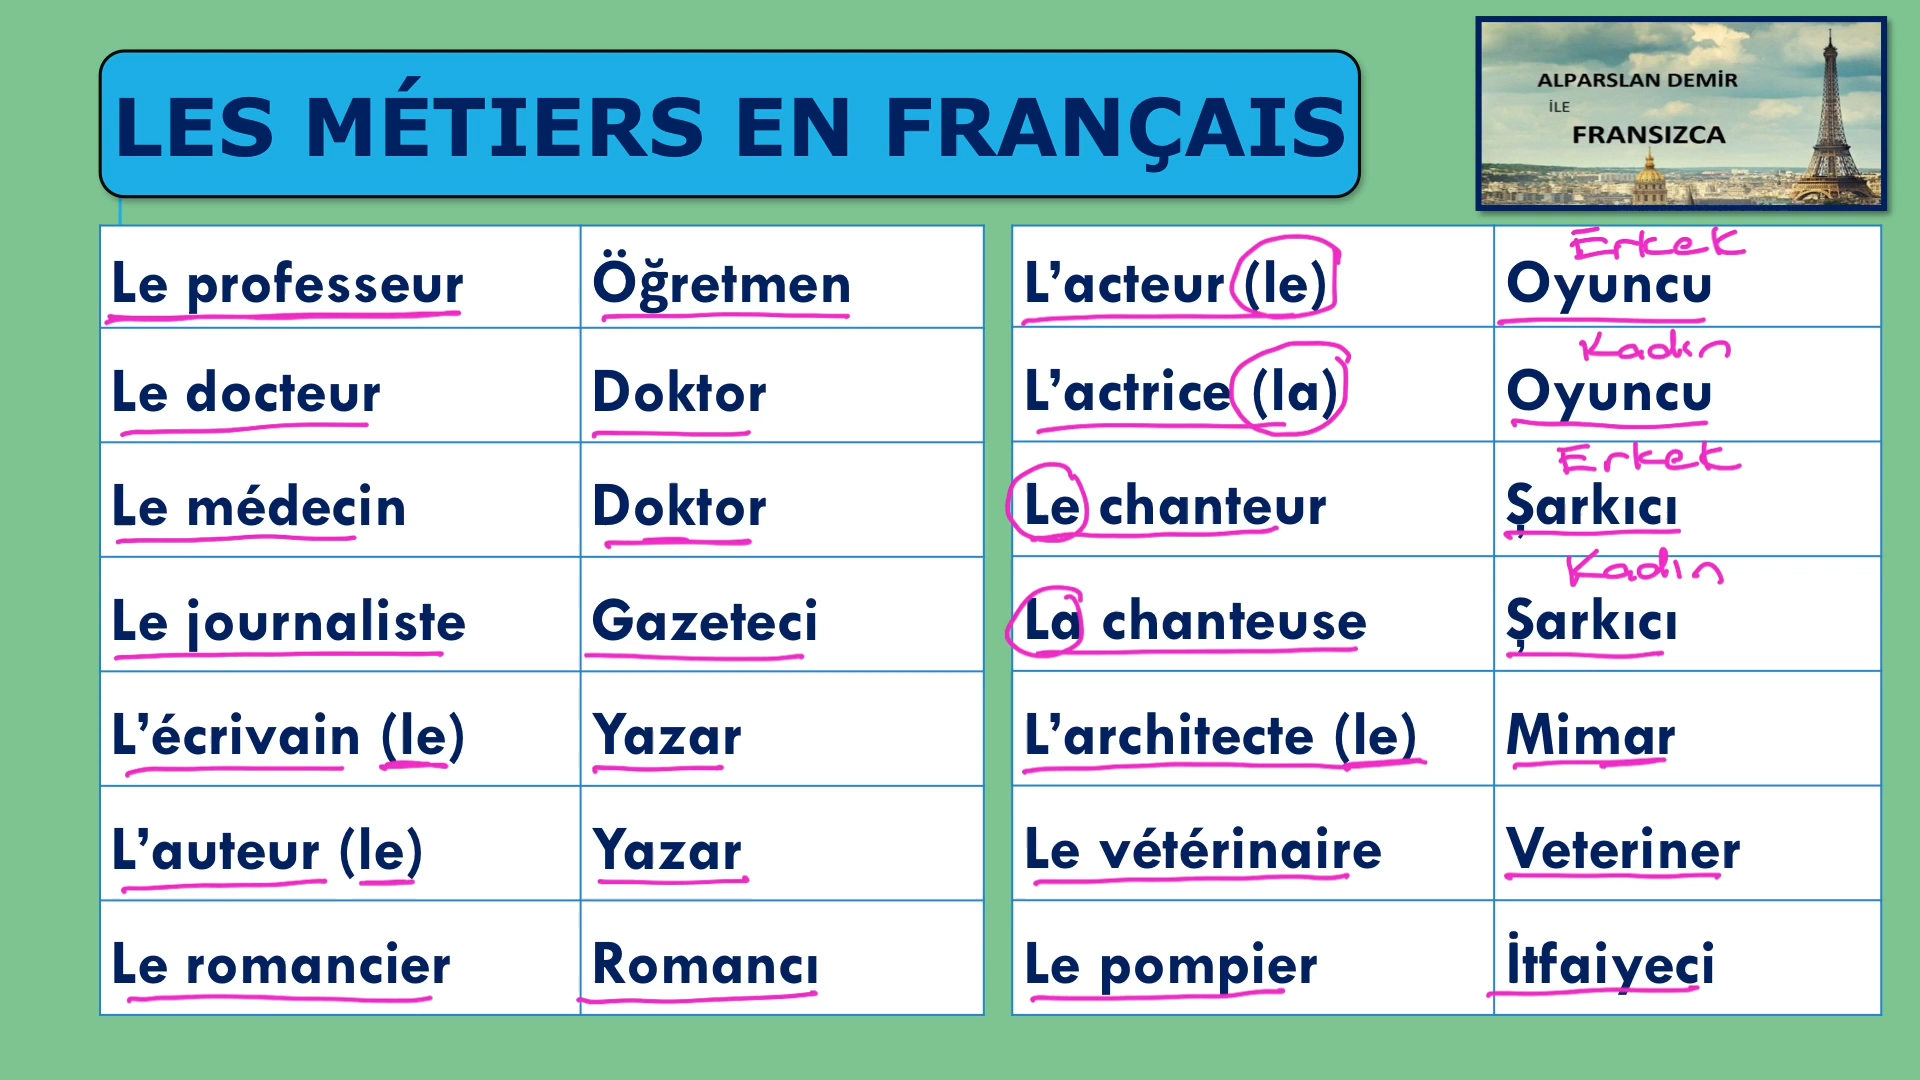 LES MÉTIERS EN FRANÇAIS
ALPARSLAN DEMİR
İLE
FRANSIZCA
Le professeur Öğretmen
Le docteur Doktor
Le médecin Doktor
Le journaliste Gazeteci
L’écrivain (le) Yazar
L’auteur (le) Yazar
Le romancier Romancı
Erkek
L’acteur (le) Oyuncu
Kadın
L’actrice (la) Oyuncu
Erkek
Le chanteur Şarkıcı
Kadın
La chanteuse Şarkıcı
L’architecte (le) Mimar
Le vétérinaire Veteriner
Le pompier İtfaiyeci